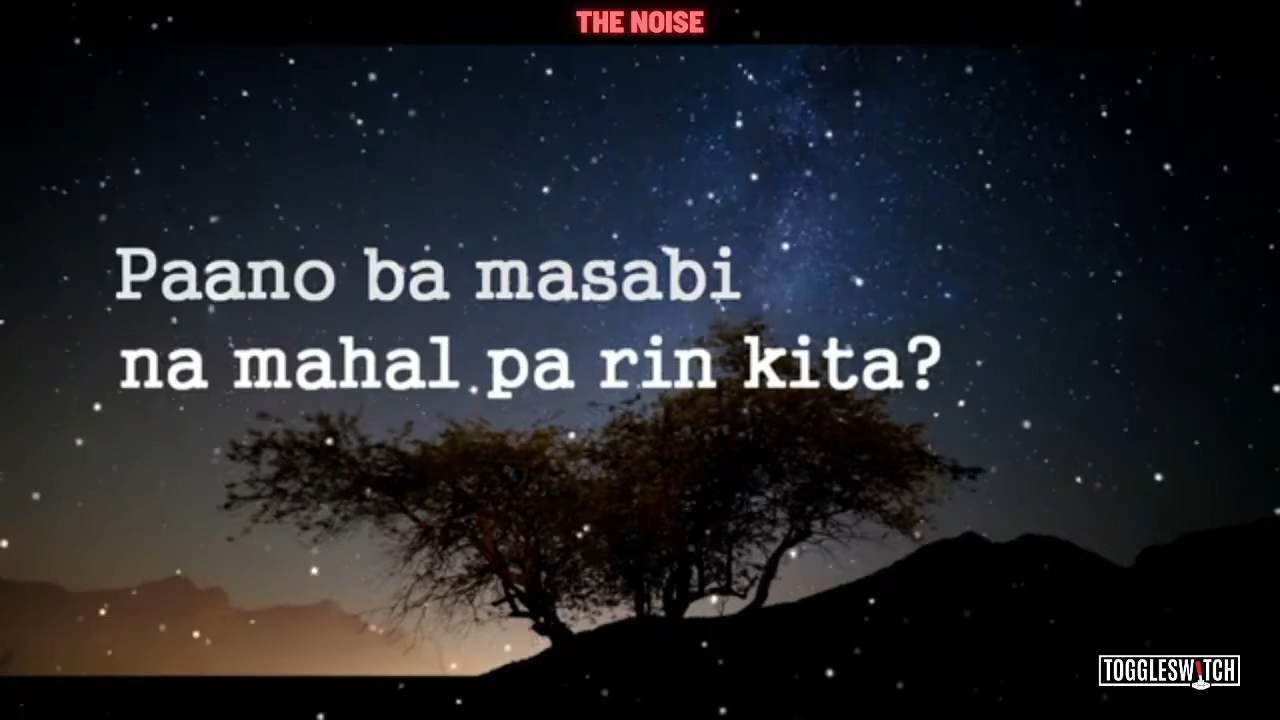 THE NOISE
Paano ba masabi
na mahal pa rin kita?
TOGGLESWITCH